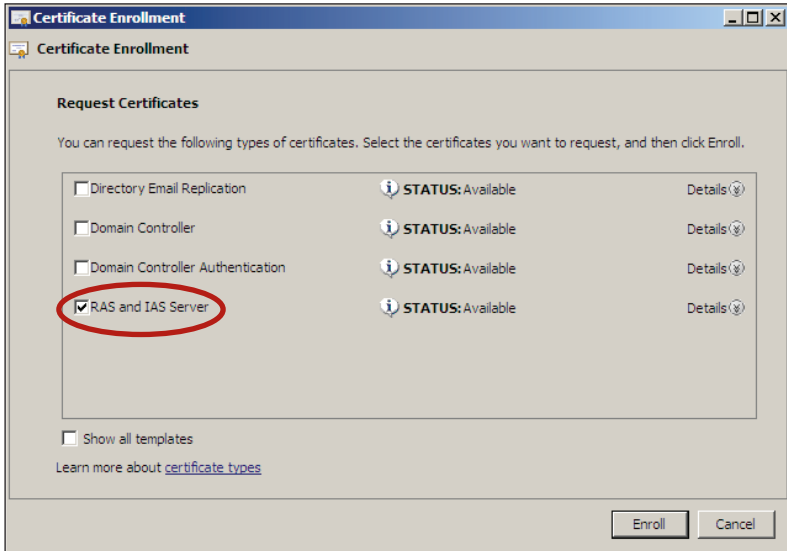 Certificate Enrollment
Certificate Enrollment
Request Certificates
You can request the following types of certificates. Select the certificates you want to request, and then click Enroll.
Directory Email Replication STATUS: Available Details
Domain Controller STATUS: Available Details
Domain Controller Authentication STATUS: Available Details
RAS and IAS Server STATUS: Available Details
Show all templates
Learn more about certificate types
Enroll Cancel